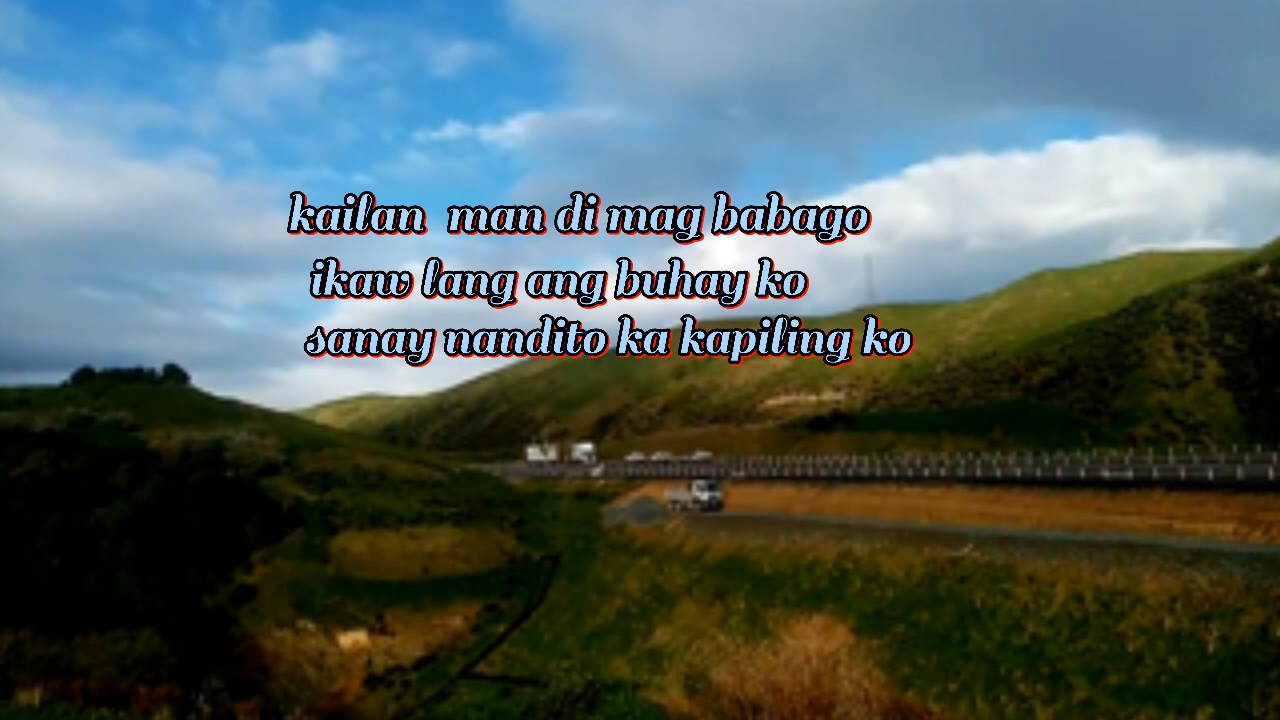 kailan man di mag babago
ikaw lang ang buhay ko
sanay nandito ka kapiling ko